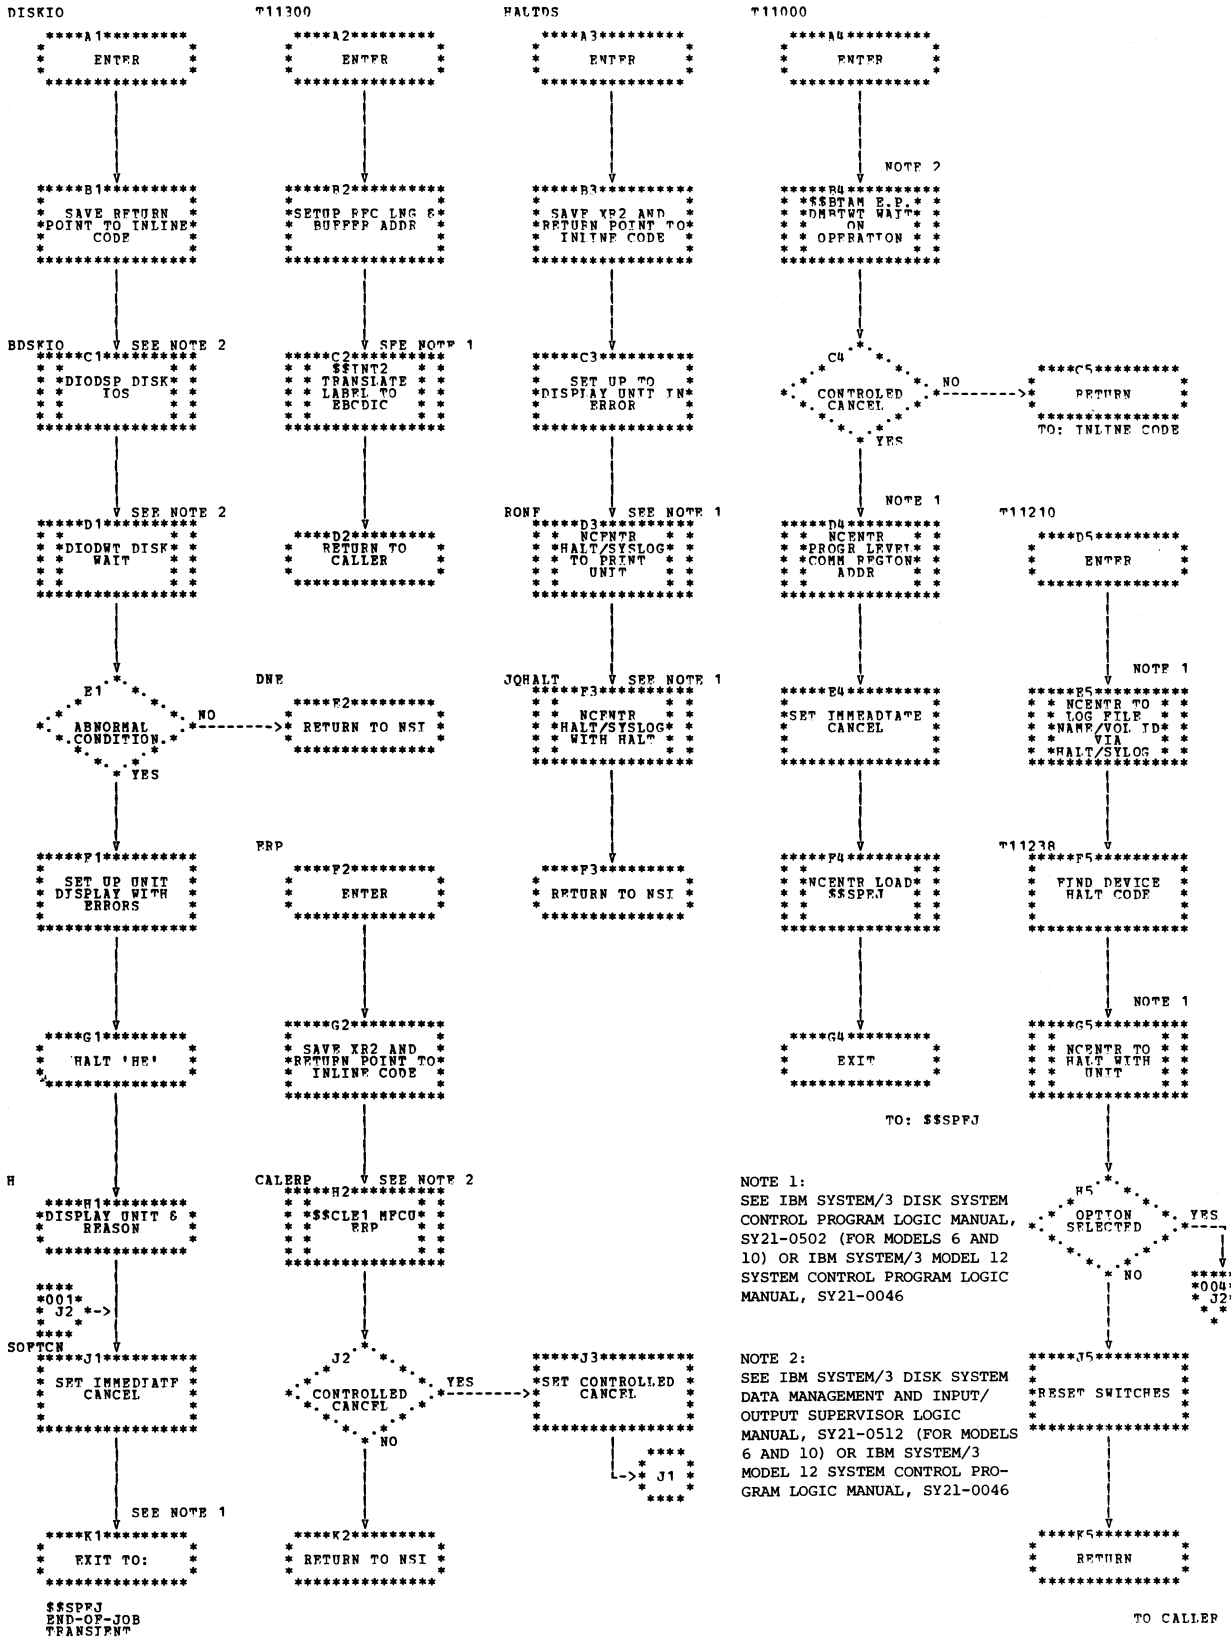 DISKIO
A1
ENTER
B1
SAVE RETURN
POINT TO INLINE
CODE
BDSKIO
SEE NOTE 2
C1
DIODSP DISK
IOS
SEE NOTE 2
D1
DIODWT DISK
WAIT
E1
ABNORMAL
CONDITION
NO
YES
F1
SET UP UNIT
DISPLAY WITH
ERRORS
G1
HALT 'HE'
H
H1
DISPLAY UNIT &
REASON
001
J2
SOFTCN
J1
SET IMMEDIATE
CANCEL
SEE NOTE 1
K1
EXIT TO:
$$SPEJ
END-OF-JOB
TRANSIENT
T11300
A2
ENTER
B2
SETUP REC LNG &
BUFFER ADDR
SEE NOTE 1
C2
$$INT2
TRANSLATE
LABEL TO
EBCDIC
D2
RETURN TO
CALLER
DNE
E2
RETURN TO NSI
ERP
F2
ENTER
G2
SAVE XR2 AND
RETURN POINT TO
INLINE CODE
CALERP
SEE NOTE 2
H2
$$CLE1 MFCU
ERP
J2
CONTROLLED
CANCEL
YES
NO
K2
RETURN TO NSI
HALTDS
A3
ENTER
B3
SAVE XR2 AND
RETURN POINT TO
INLINE CODE
C3
SET UP TO
DISPLAY UNIT IN
ERROR
RONF
SEE NOTE 1
D3
NCENTR
HALT/SYSLOG
TO PRINT
UNIT
JQHALT
SEE NOTE 1
E3
NCENTR
HALT/SYSLOG
WITH HALT
F3
RETURN TO NSI
J3
SET CONTROLLED
CANCEL
J1
T11000
A4
ENTER
NOTE 2
B4
$$BTAM E.P.
DMBTWT WAIT
ON
OPERATION
C4
CONTROLED
CANCEL
NO
YES
C5
RETURN
TO: INLINE CODE
NOTE 1
D4
NCENTR
PROGR LEVEL
COMM REGION
ADDR
E4
SET IMMEADIATE
CANCEL
F4
NCENTR LOAD
$$SPEJ
G4
EXIT
TO: $$SPEJ
T11210
D5
ENTER
NOTE 1
E5
NCENTR TO
LOG FILE
NAME/VOL ID
VIA
HALT/SYLOG
T11238
F5
FIND DEVICE
HALT CODE
NOTE 1
G5
NCENTR TO
HALT WITH
UNIT
H5
OPTION
SELECTED
YES
NO
004
J2
J5
RESET SWITCHES
K5
RETURN
TO CALLER
NOTE 1:
SEE IBM SYSTEM/3 DISK SYSTEM
CONTROL PROGRAM LOGIC MANUAL,
SY21-0502 (FOR MODELS 6 AND
10) OR IBM SYSTEM/3 MODEL 12
SYSTEM CONTROL PROGRAM LOGIC
MANUAL, SY21-0046
NOTE 2:
SEE IBM SYSTEM/3 DISK SYSTEM
DATA MANAGEMENT AND INPUT/
OUTPUT SUPERVISOR LOGIC
MANUAL, SY21-0512 (FOR MODELS
6 AND 10) OR IBM SYSTEM/3
MODEL 12 SYSTEM CONTROL PRO-
GRAM LOGIC MANUAL, SY21-0046